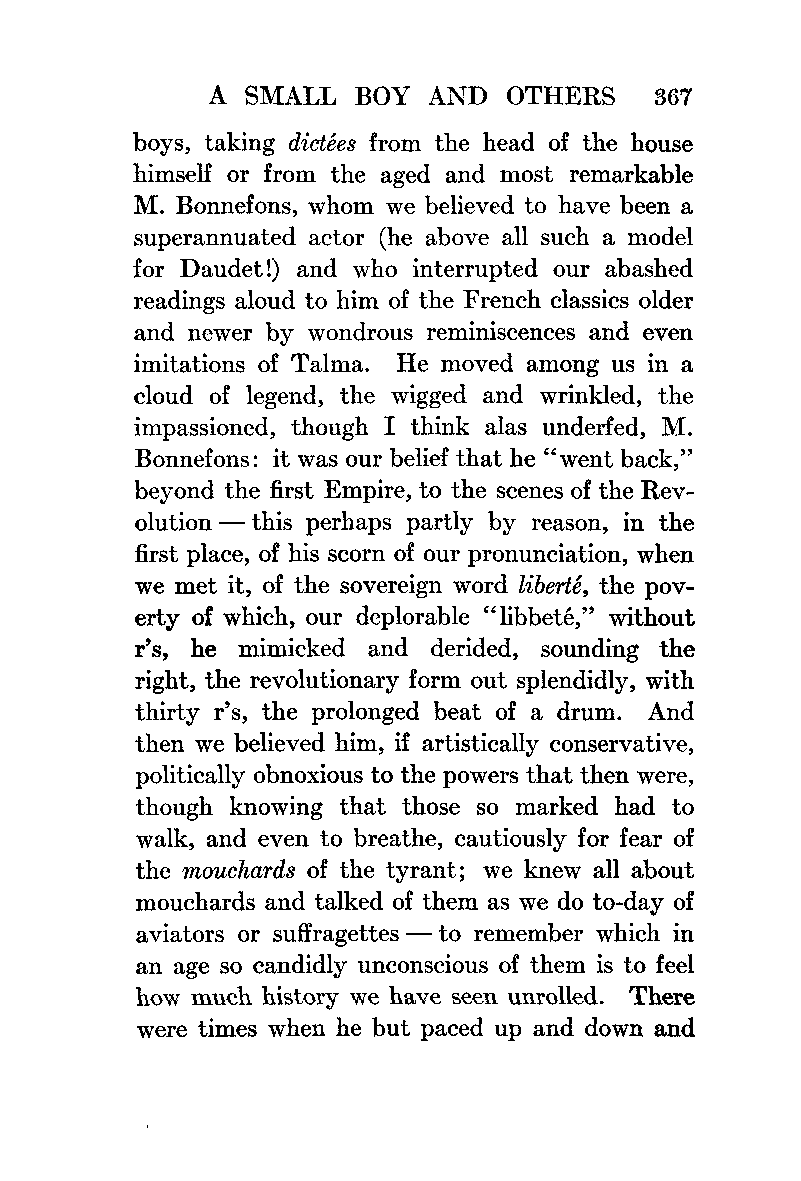 A SMALL BOY AND OTHERS 367
boys, taking dictées from the head of the house
himself or from the aged and most remarkable
M. Bonnefons, whom we believed to have been a
superannuated actor (he above all such a model
for Daudet!) and who interrupted our abashed
readings aloud to him of the French classics older
and newer by wondrous reminiscences and even
imitations of Talma. He moved among us in a
cloud of legend, the wigged and wrinkled, the
impassioned, though I think alas underfed, M.
Bonnefons: it was our belief that he “went back,”
beyond the first Empire, to the scenes of the Rev-
olution — this perhaps partly by reason, in the
first place, of his scorn of our pronunciation, when
we met it, of the sovereign word liberté, the pov-
erty of which, our deplorable “libbeté,” without
r’s, he mimicked and derided, sounding the
right, the revolutionary form out splendidly, with
thirty r’s, the prolonged beat of a drum. And
then we believed him, if artistically conservative,
politically obnoxious to the powers that then were,
though knowing that those so marked had to
walk, and even to breathe, cautiously for fear of
the mouchards of the tyrant; we knew all about
mouchards and talked of them as we do to-day of
aviators or suffragettes — to remember which in
an age so candidly unconscious of them is to feel
how much history we have seen unrolled. There
were times when he but paced up and down and